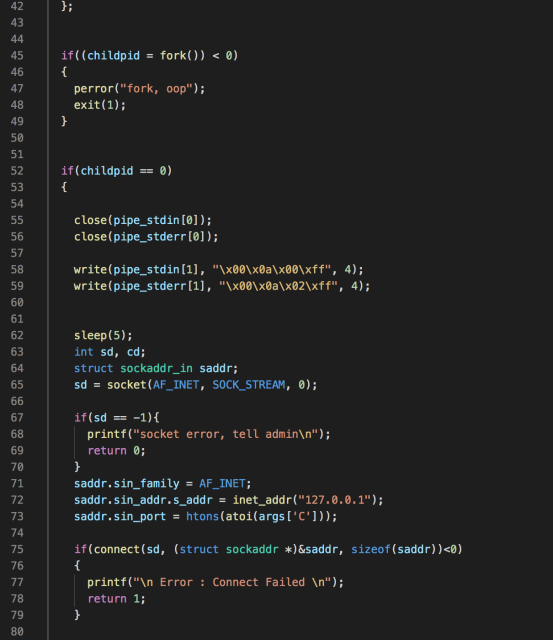 42 };
43
44
45 if((childpid = fork()) < 0)
46 {
47 perror("fork, oop");
48 exit(1);
49 }
50
51
52 if(childpid == 0)
53 {
54
55 close(pipe_stdin[0]);
56 close(pipe_stderr[0]);
57
58 write(pipe_stdin[1], "\x00\x0a\x00\xff", 4);
59 write(pipe_stderr[1], "\x00\x0a\x02\xff", 4);
60
61
62 sleep(5);
63 int sd, cd;
64 struct sockaddr_in saddr;
65 sd = socket(AF_INET, SOCK_STREAM, 0);
66
67 if(sd == -1){
68 printf("socket error, tell admin\n");
69 return 0;
70 }
71 saddr.sin_family = AF_INET;
72 saddr.sin_addr.s_addr = inet_addr("127.0.0.1");
73 saddr.sin_port = htons(atoi(args['C']));
74
75 if(connect(sd, (struct sockaddr *)&saddr, sizeof(saddr))<0)
76 {
77 printf("\n Error : Connect Failed \n");
78 return 1;
79 }
80